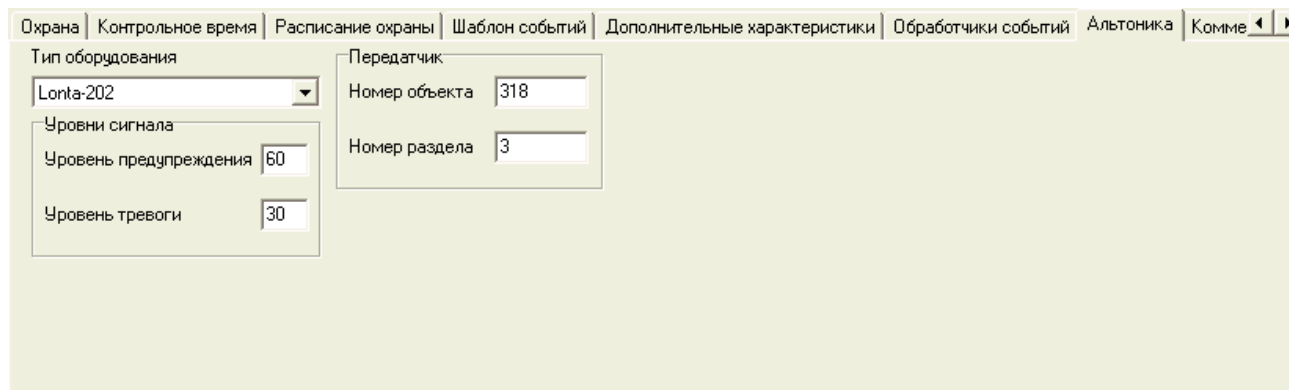 Охрана Контрольное время Расписание охраны Шаблон событий Дополнительные характеристики Обработчики событий Альтоника Комме
Тип оборудования
Lonta-202
Уровни сигнала
Уровень предупреждения 60
Уровень тревоги 30
Передатчик
Номер объекта 318
Номер раздела 3